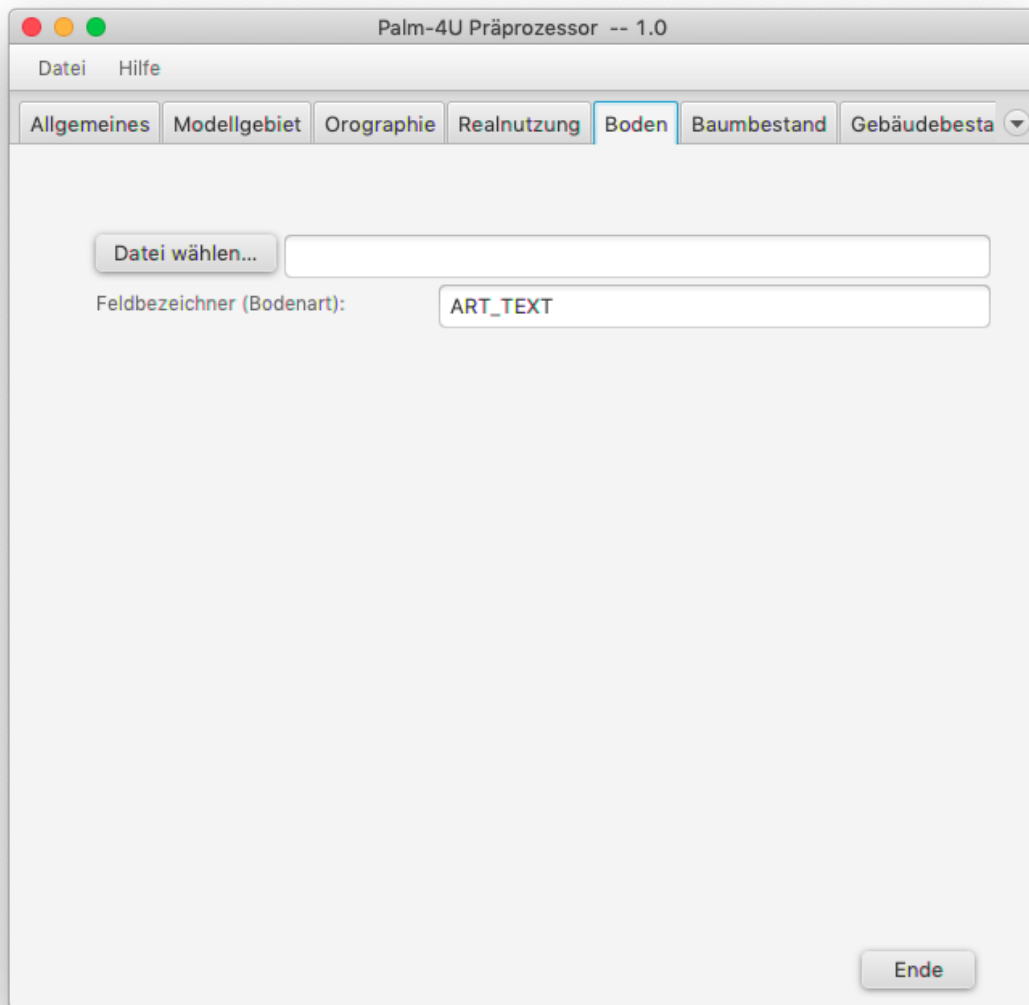 Palm-4U Präprozessor -- 1.0
Datei Hilfe
Allgemeines Modellgebiet Orographie Realnutzung Boden Baumbestand Gebäudebesta
Datei wählen...
Feldbezeichner (Bodenart): ART_TEXT
Ende